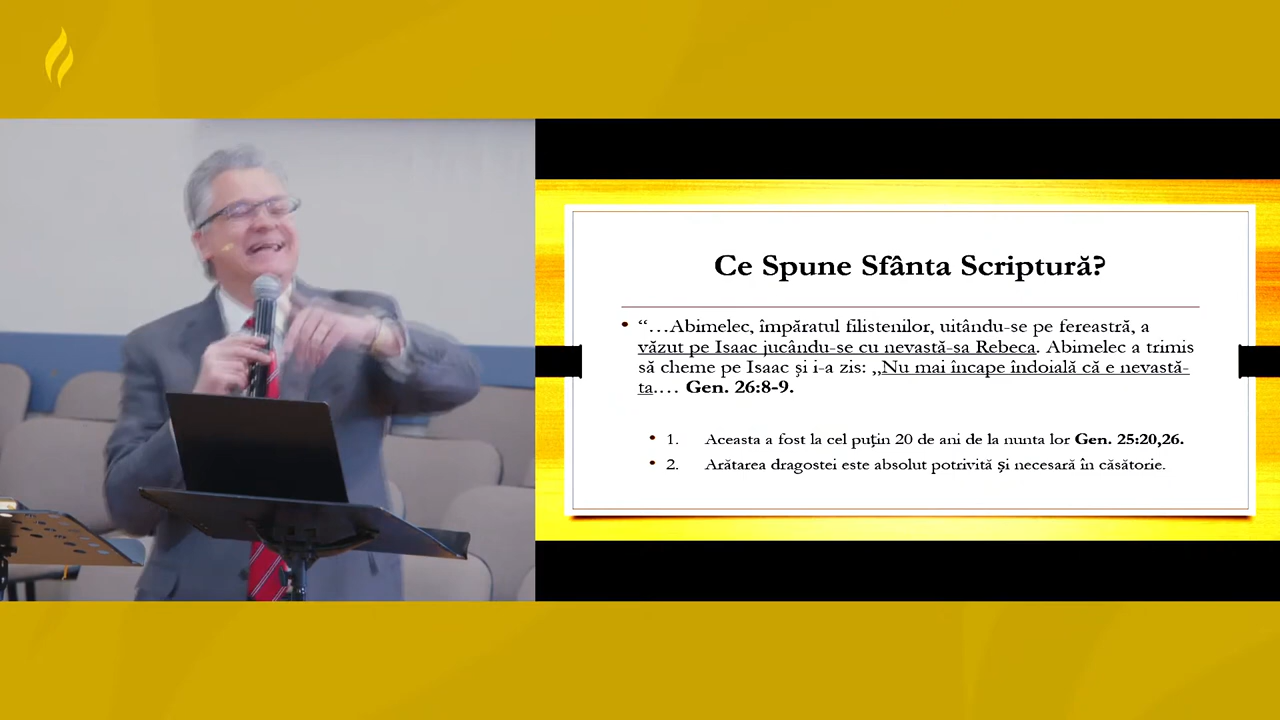 Ce Spune Sfânta Scriptură?
• “…Abimelec, împăratul filistenilor, uitându-se pe fereastră, a
văzut pe Isaac jucându-se cu nevastă-sa Rebeca. Abimelec a trimis
să cheme pe Isaac şi i-a zis: ,,Nu mai încape îndoială că e nevastă-
ta.… Gen. 26:8-9.
• 1. Aceasta a fost la cel puţin 20 de ani de la nunta lor Gen. 25:20,26.
• 2. Arătarea dragostei este absolut potrivită și necesară în căsătorie.